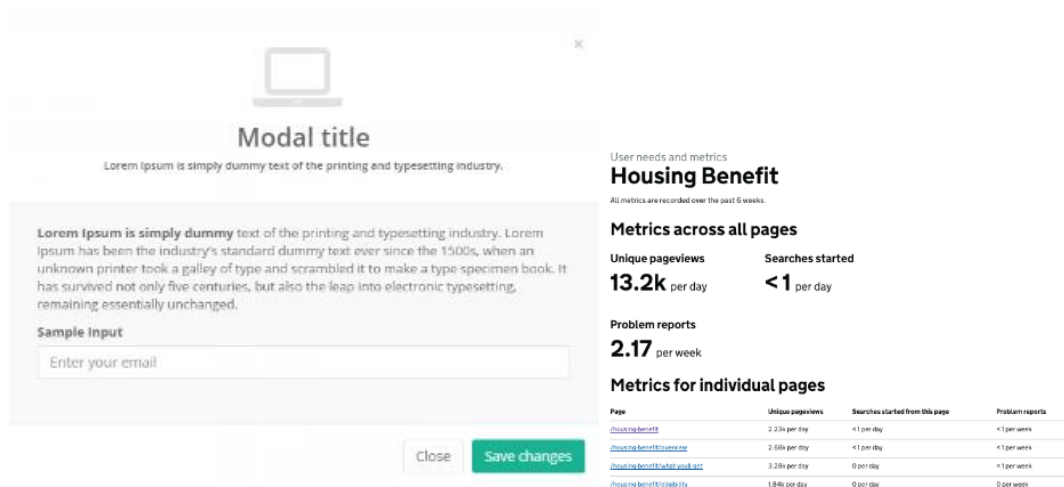 ×
Modal title
Lorem Ipsum is simply dummy text of the printing and typesetting industry.
Lorem Ipsum is simply dummy text of the printing and typesetting industry. Lorem
Ipsum has been the industry's standard dummy text ever since the 1500s, when an
unknown printer took a galley of type and scrambled it to make a type specimen book. It
has survived not only five centuries, but also the leap into electronic typesetting,
remaining essentially unchanged.
Sample Input
Enter your email
Close Save changes
User needs and metrics
Housing Benefit
All metrics are recorded over the past 6 weeks.
Metrics across all pages
Unique pageviews Searches started
13.2k per day <1 per day
Problem reports
2.17 per week
Metrics for individual pages
Page Unique pageviews Searches started from this page Problem reports
/housing-benefit 2.23k per day <1 per day <1 per week
/housing-benefit/overview 2.68k per day <1 per day <1 per week
/housing-benefit/what-youll-get 3.28k per day 0 per day <1 per week
/housing-benefit/eligibility 1.84k per day 0 per day 0 per week